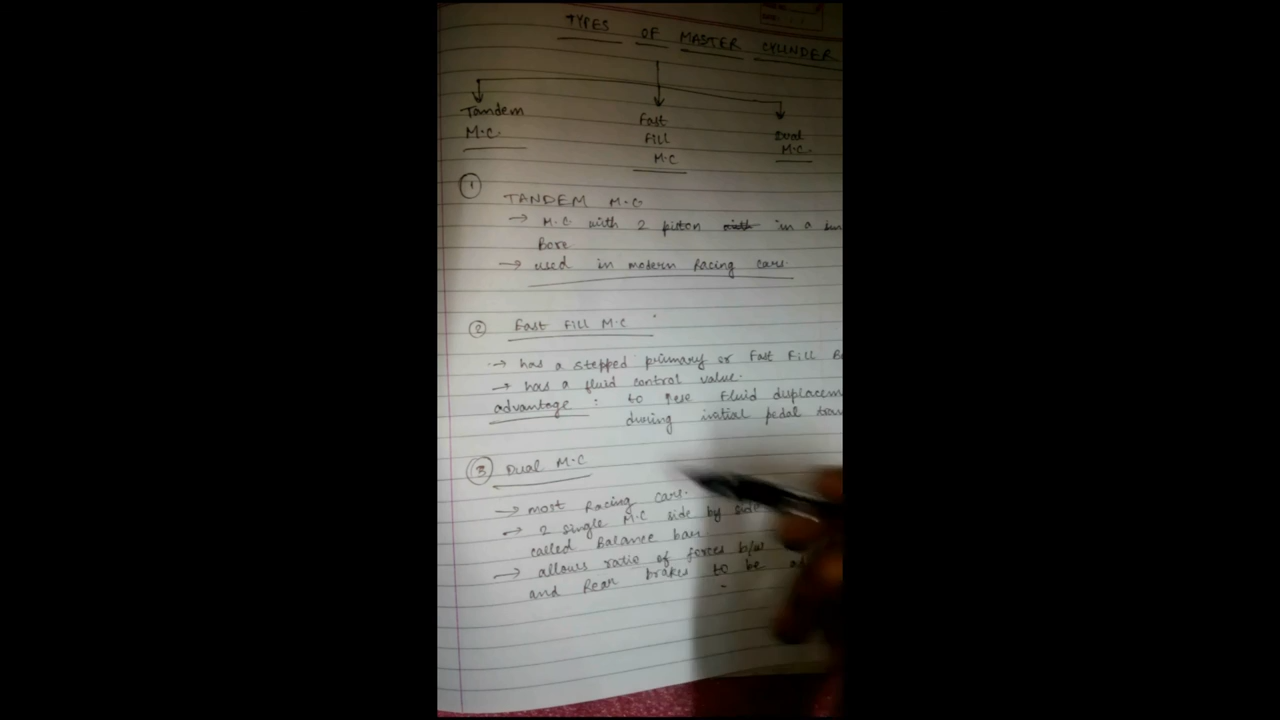 TYPES OF MASTER CYLINDER
Tandem
M.C.
Fast
Fill
M.C
Dual
M.C.
① TANDEM M.C
→ M.C with 2 piston in a
Bore
→ used in modern Racing cars.
② Fast Fill M.C
→ has a stepped primary or Fast Fill
→ has a fluid control value.
advantage : to Fluid displacem
during initial pedal
③ Dual M.C
→ most Racing cars.
→ 2 single M.C side by side
called Balance bar
→ allows ratio of forces b/w
and Rear brakes to be